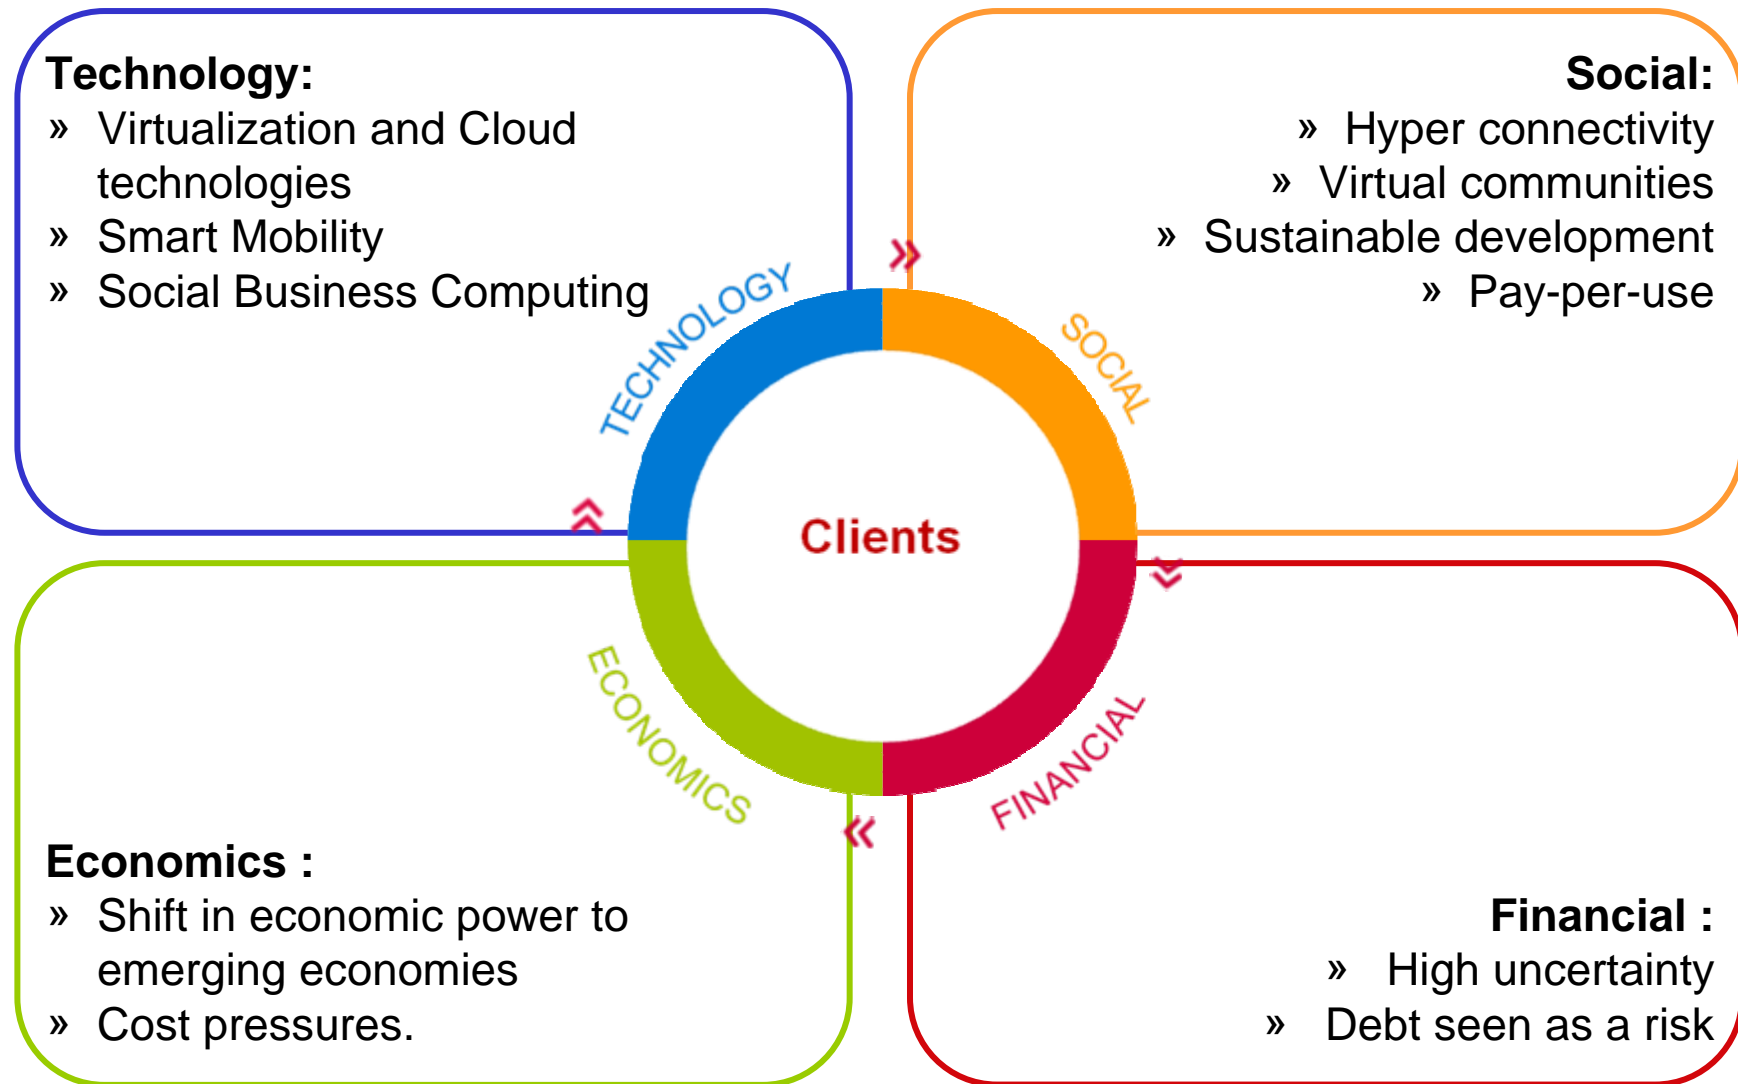 Technology:
» Virtualization and Cloud
technologies
» Smart Mobility
» Social Business Computing
Social:
» Hyper connectivity
» Virtual communities
» Sustainable development
» Pay-per-use
TECHNOLOGY
SOCIAL
Clients
ECONOMICS
FINANCIAL
Economics :
» Shift in economic power to
emerging economies
» Cost pressures.
Financial :
» High uncertainty
» Debt seen as a risk